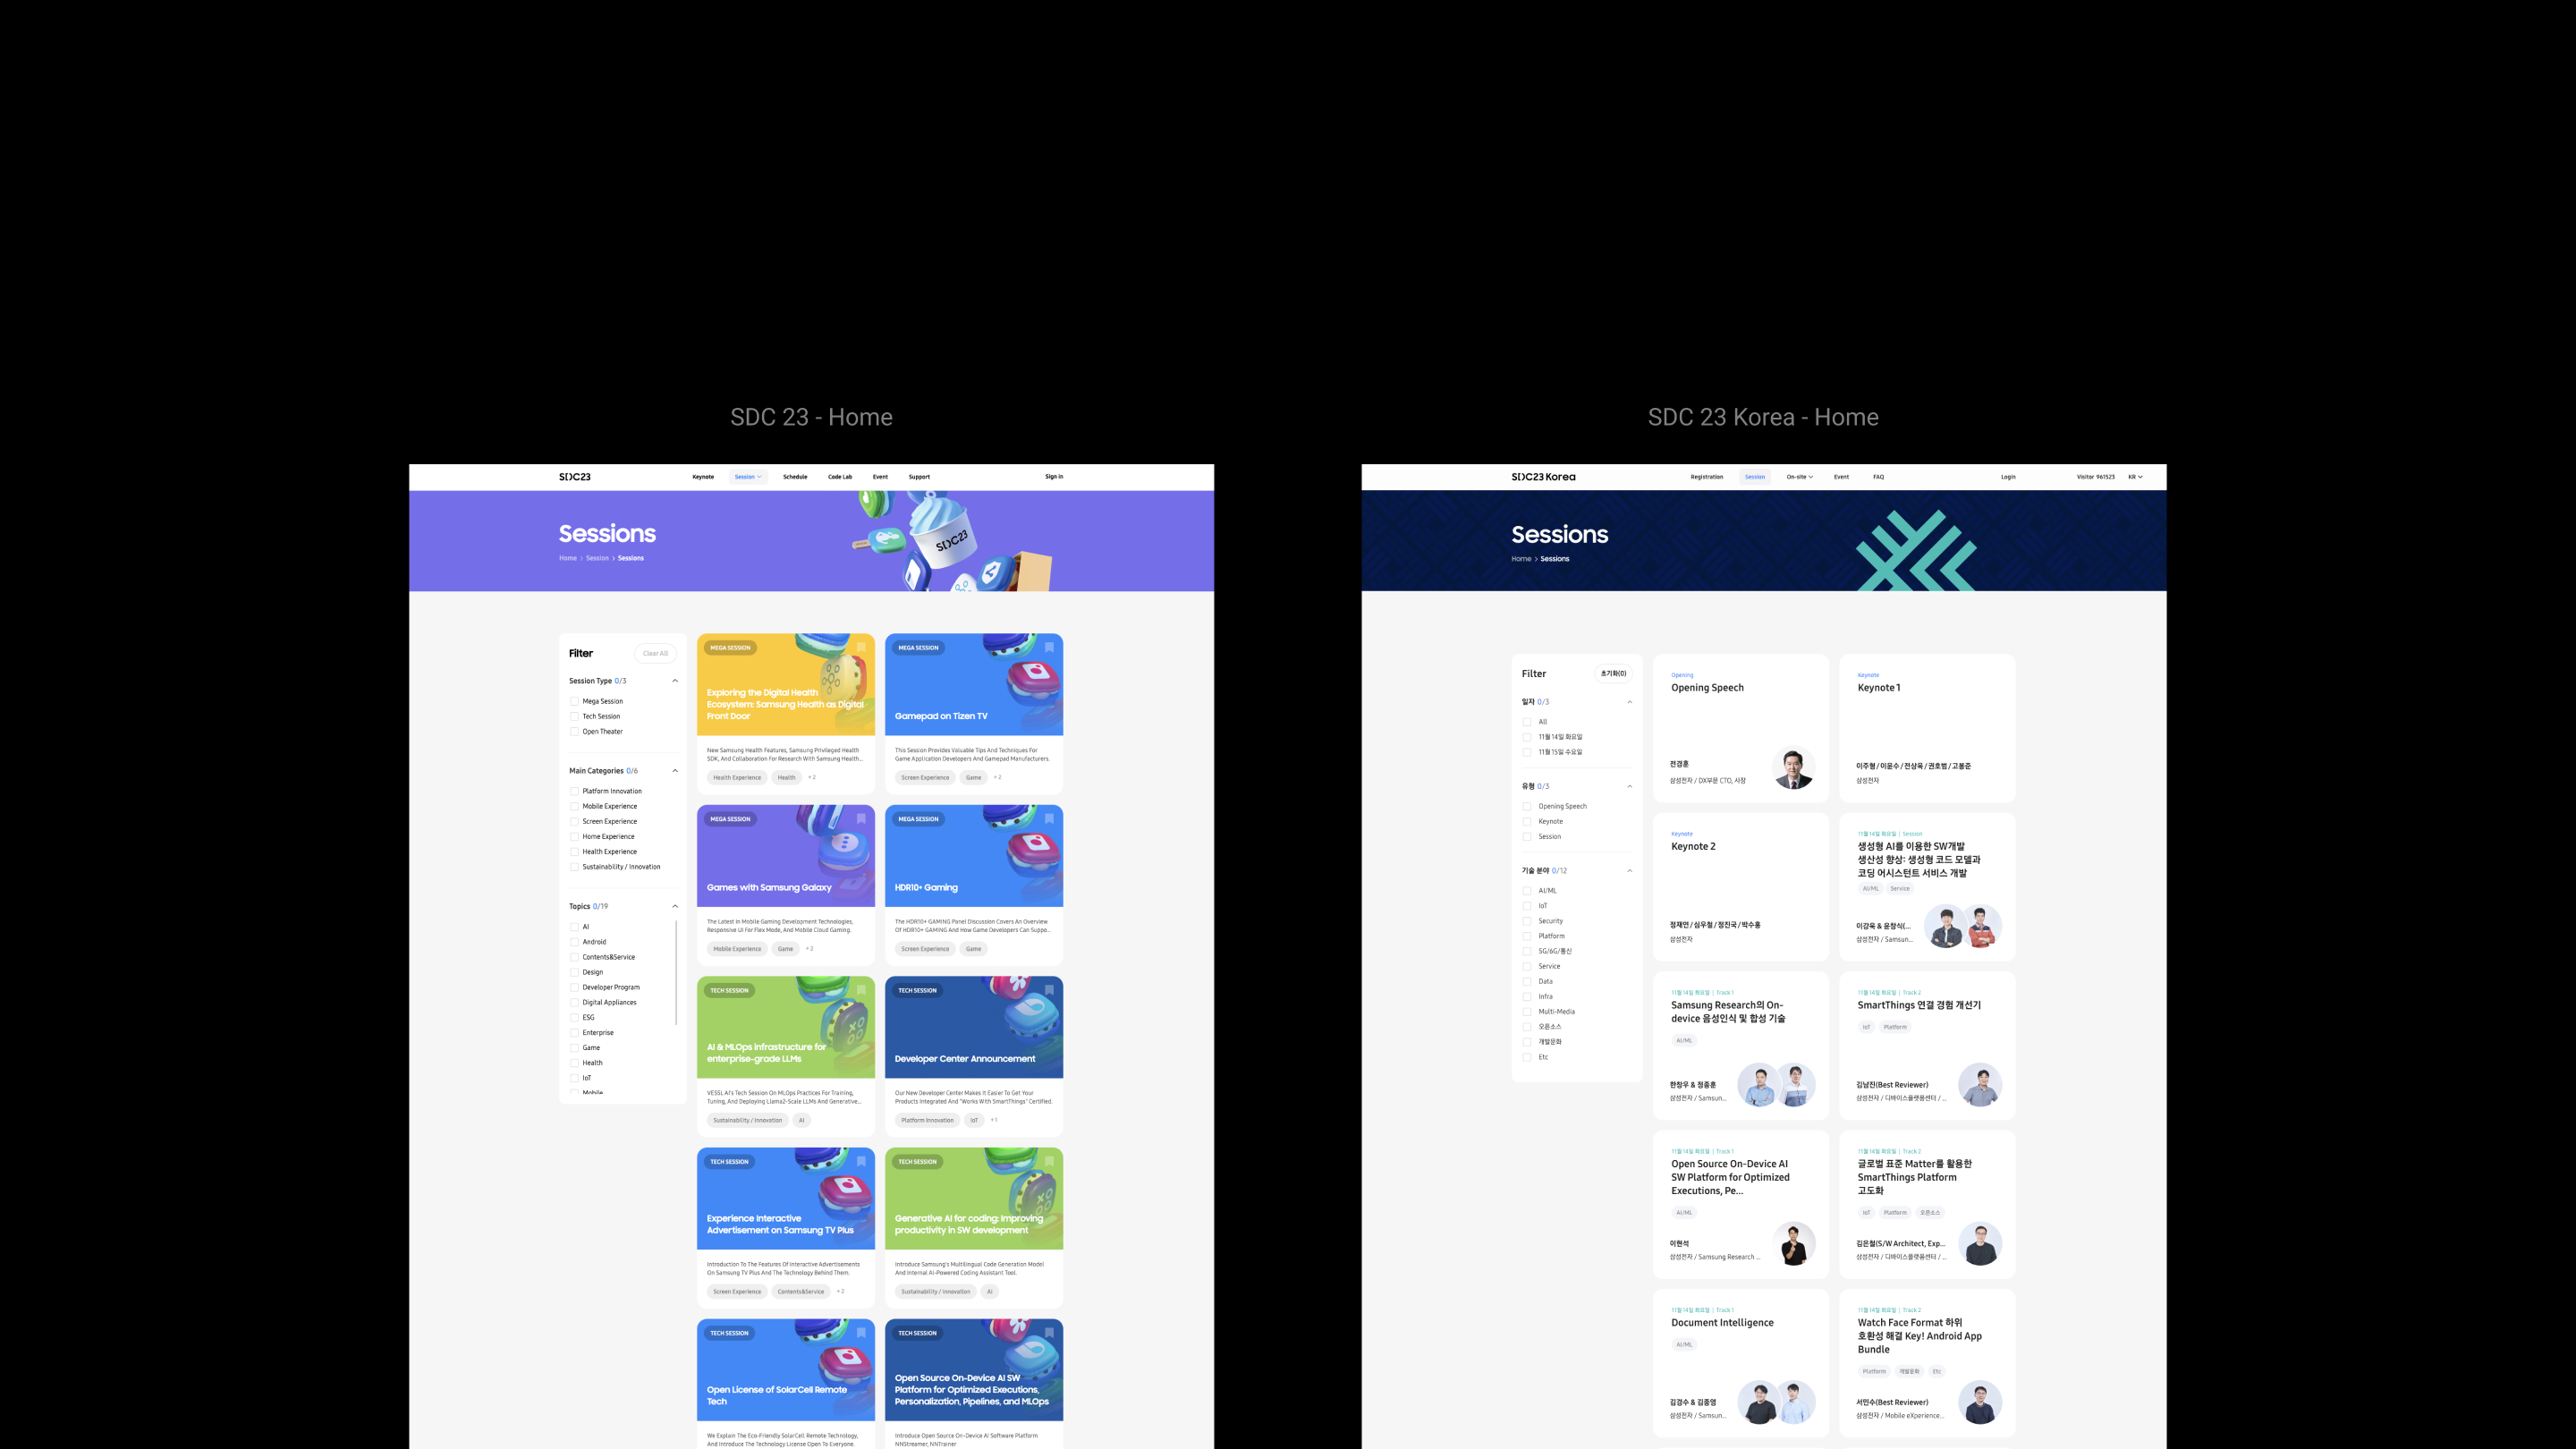 SDC 23 - Home
SDC23
Keynote
Session
Schedule
Code Lab
Event
Support
Sign in
Sessions
Home > Session > Sessions
SDC23
Filter
Clear All
Session Type 0/3
Mega Session
Tech Session
Open Theater
Main Categories 0/6
Platform Innovation
Mobile Experience
Screen Experience
Home Experience
Health Experience
Sustainability / Innovation
Topics 0/19
AI
Android
Contents&Service
Design
Developer Program
Digital Appliances
ESG
Enterprise
Game
Health
IoT
Mobile
MEGA SESSION
Exploring the Digital Health
Ecosystem: Samsung Health as Digital
Front Door
New Samsung Health Features, Samsung Privileged Health
SDK, And Collaboration For Research With Samsung Health...
Health Experience
Health
+ 2
MEGA SESSION
Gamepad on Tizen TV
This Session Provides Valuable Tips And Techniques For
Game Application Developers And Gamepad Manufacturers.
Screen Experience
Game
+ 2
MEGA SESSION
Games with Samsung Galaxy
The Latest In Mobile Gaming Development Technologies,
Responsive UI For Flex Mode, And Mobile Cloud Gaming.
Mobile Experience
Game
+ 2
MEGA SESSION
HDR10+ Gaming
The HDR10+ GAMING Panel Discussion Covers An Overview
Of HDR10+ GAMING And How Game Developers Can Suppo...
Screen Experience
Game
TECH SESSION
AI & MLOps infrastructure for
enterprise-grade LLMs
VESSL AI's Tech Session On MLOps Practices For Training,
Tuning, And Deploying Llama2-Scale LLMs And Generative...
Sustainability / Innovation
AI
TECH SESSION
Developer Center Announcement
Our New Developer Center Makes It Easier To Get Your
Products Integrated And "Works With SmartThings" Certified.
Platform Innovation
IoT
+ 1
TECH SESSION
Experience Interactive
Advertisement on Samsung TV Plus
Introduction To The Features Of Interactive Advertisements
On Samsung TV Plus And The Technology Behind Them.
Screen Experience
Contents&Service
+ 2
TECH SESSION
Generative AI for coding: Improving
productivity in SW development
Introduce Samsung's Multilingual Code Generation Model
And Internal AI-Powered Coding Assistant Tool.
Sustainability / Innovation
AI
TECH SESSION
Open License of SolarCell Remote
Tech
We Explain The Eco-Friendly SolarCell Remote Technology,
And Introduce The Technology License Open To Everyone.
TECH SESSION
Open Source On-Device AI SW
Platform for Optimized Executions,
Personalization, Pipelines, and MLOps
Introduce Open Source On-Device AI Software Platform
NNStreamer, NNTrainer
SDC 23 Korea - Home
SDC23 Korea
Registration
Session
On-site
Event
FAQ
Login
Visitor 961523
KR
Sessions
Home > Sessions
Filter
초기화(0)
일자 0/3
All
11월 14일 화요일
11월 15일 수요일
유형 0/3
Opening Speech
Keynote
Session
기술 분야 0/12
AI/ML
IoT
Security
Platform
5G/6G/통신
Service
Data
Infra
Multi-Media
오픈소스
개발문화
Etc
Opening
Opening Speech
전경훈
삼성전자 / DX부문 CTO, 사장
Keynote
Keynote 1
이주형 / 이윤수 / 전상욱 / 권호범 / 고봉준
삼성전자
Keynote
Keynote 2
정재연 / 심우철 / 정진국 / 박수홍
삼성전자
11월 14일 화요일 | Session
생성형 AI를 이용한 SW개발
생산성 향상: 생성형 코드 모델과
코딩 어시스턴트 서비스 개발
AI/ML
Service
이강욱 & 윤창식(...
삼성전자 / Samsun...
11월 14일 화요일 | Track 1
Samsung Research의 On-
device 음성인식 및 합성 기술
AI/ML
한창우 & 정종훈
삼성전자 / Samsun...
11월 14일 화요일 | Track 2
SmartThings 연결 경험 개선기
IoT
Platform
김남진(Best Reviewer)
삼성전자 / 디바이스플랫폼센터 / ...
11월 14일 화요일 | Track 1
Open Source On-Device AI
SW Platform for Optimized
Executions, Pe...
AI/ML
이현석
삼성전자 / Samsung Research ...
11월 14일 화요일 | Track 2
글로벌 표준 Matter를 활용한
SmartThings Platform
고도화
IoT
Platform
오픈소스
김은철(S/W Architect, Exp...
삼성전자 / 디바이스플랫폼센터 / ...
11월 14일 화요일 | Track 1
Document Intelligence
AI/ML
김경수 & 김종영
삼성전자 / Samsun...
11월 14일 화요일 | Track 2
Watch Face Format 하위
호환성 해결 Key! Android App
Bundle
Platform
개발문화
Etc
서민수(Best Reviewer)
삼성전자 / Mobile eXperience...